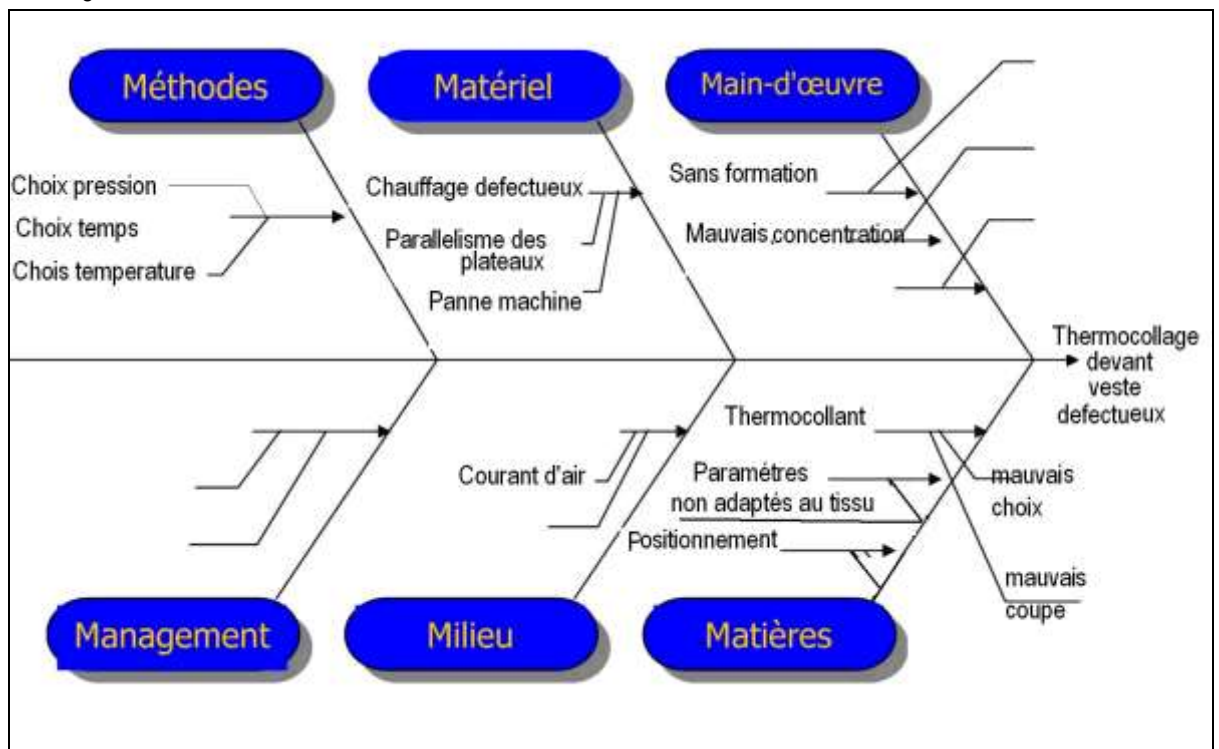 Méthodes
Matériel
Main-d'œuvre
Choix pression
Choix temps
Chois temperature
Chauffage defectueux
Parallelisme des
plateaux
Panne machine
Sans formation
Mauvais concentration
Thermocollage
devant
veste
defectueux
Courant d'air
Thermocollant
Paramétres
non adaptés au tissu
Positionnement
mauvais
choix
mauvais
coupe
Management
Milieu
Matières